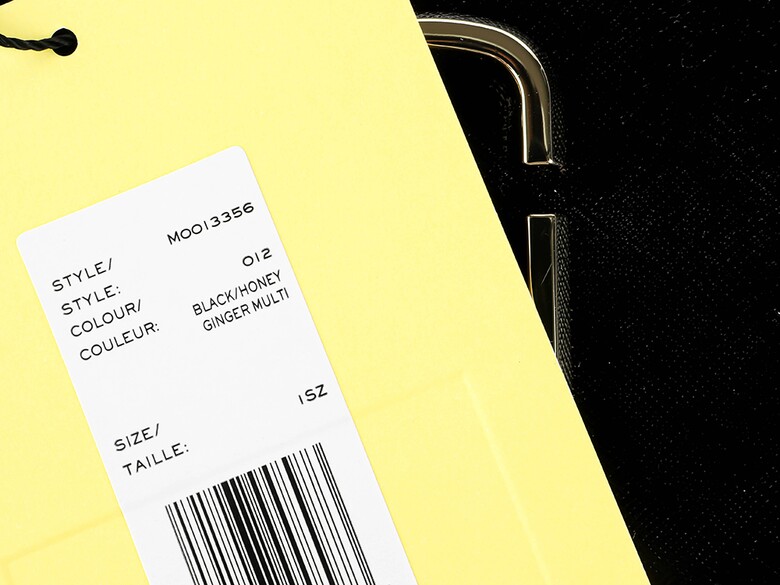 STYLE/
STYLE:
M0013356
COLOUR/
COULEUR:
012
BLACK/HONEY
GINGER MULTI
SIZE/
TAILLE:
1SZ